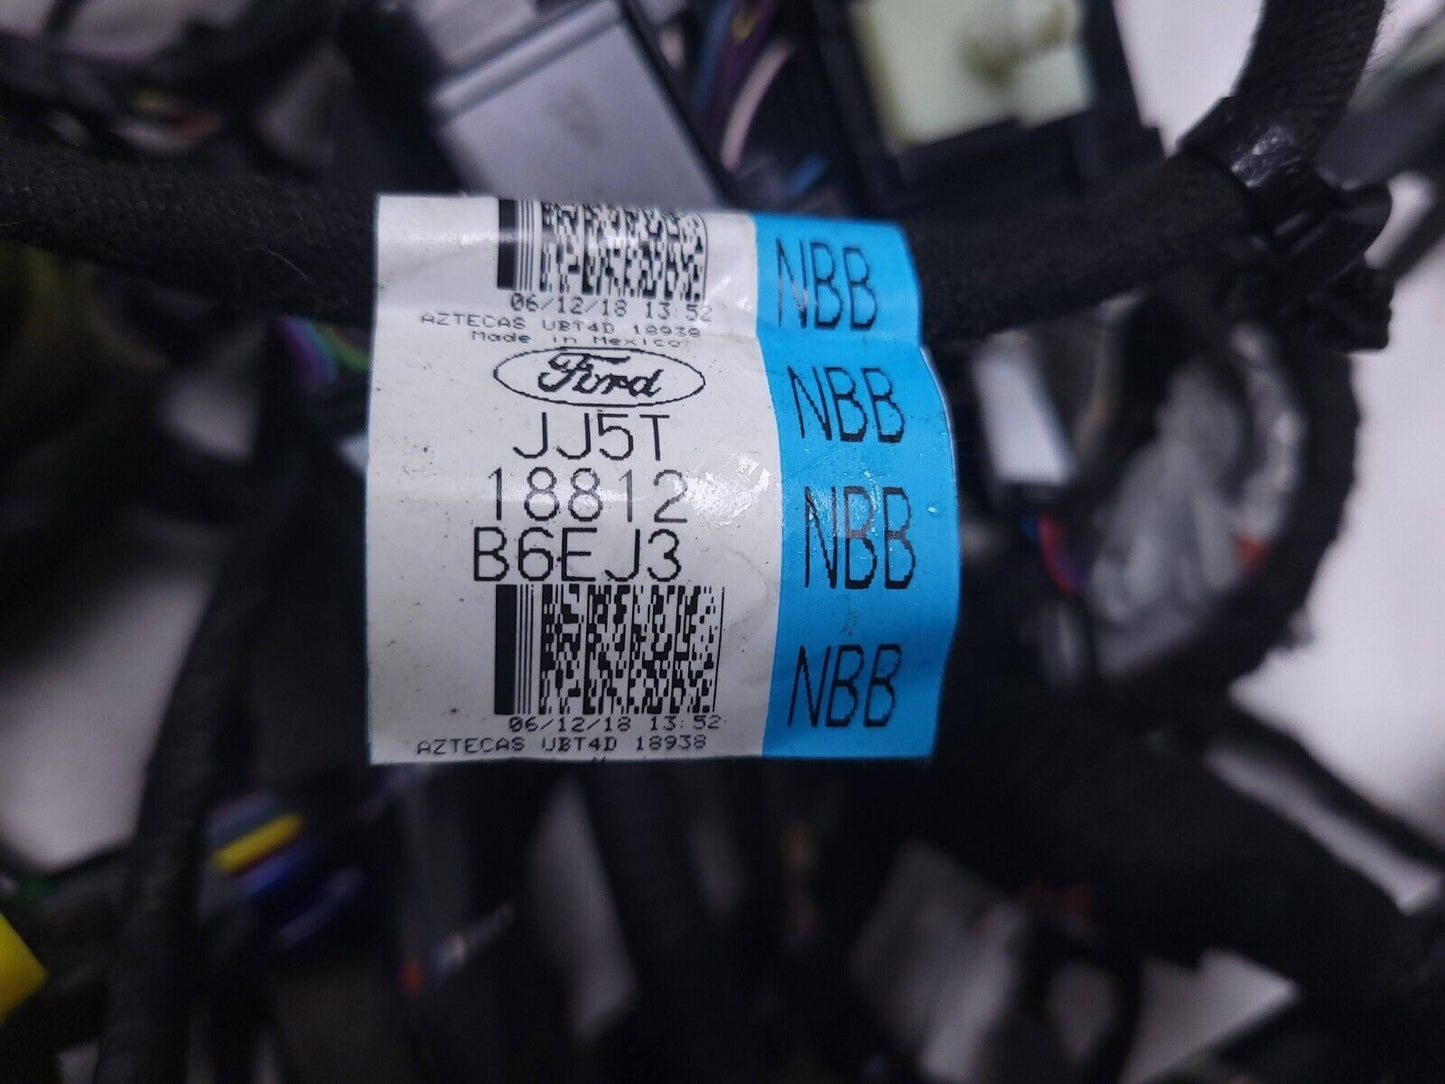 06/12/18 13:52
AZTECAS UBT4D 18938
Made in Mexico
Ford
JJ5T
18812
B6EJ3
06/12/18 13:52
AZTECAS UBT4D 18938
NBB
NBB
NBB
NBB